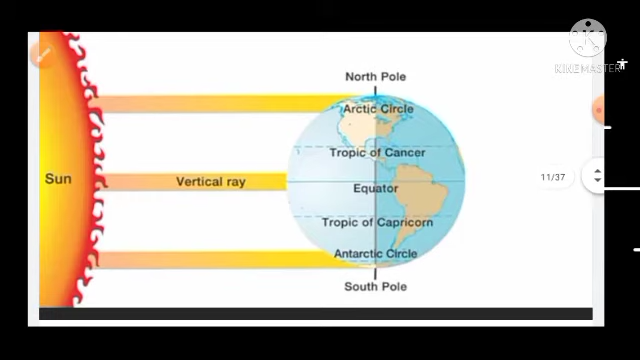 KINEMASTER
North Pole
Arctic Circle
Tropic of Cancer
Sun
Vertical ray
Equator
11/37
Tropic of Capricorn
Antarctic Circle
South Pole